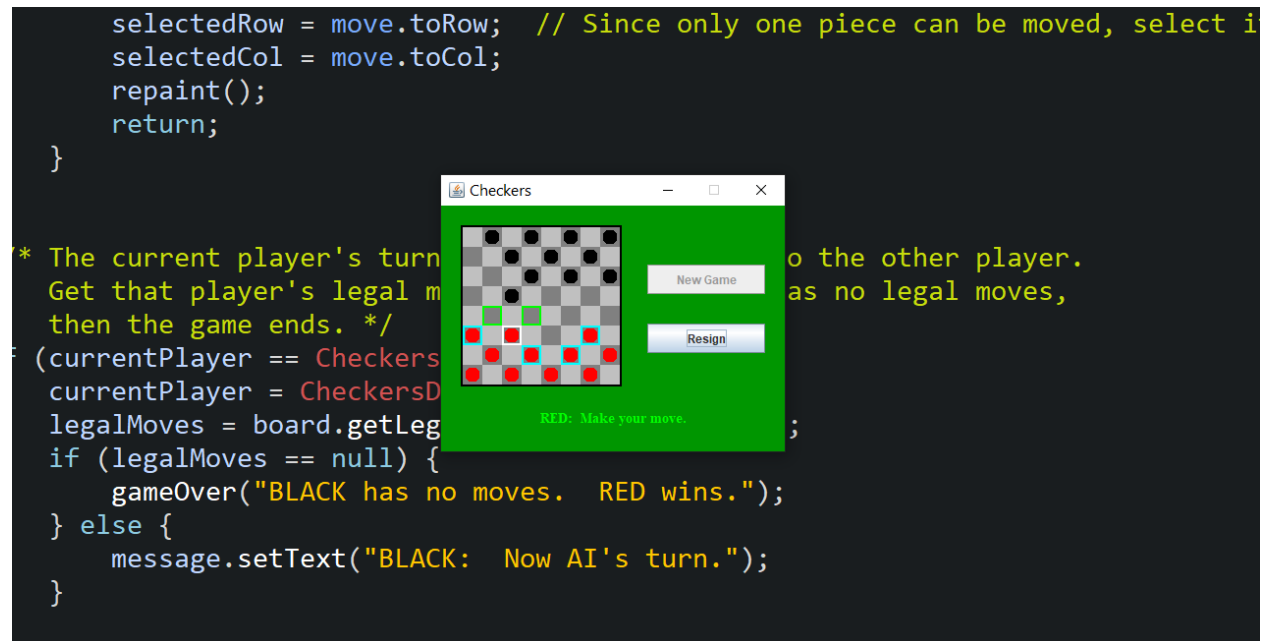 selectedRow = move.toRow;  // Since only one piece can be moved, select i
selectedCol = move.toCol;
repaint();
return;
}
Checkers
/* The current player's turn
o the other player.
Get that player's legal m
as no legal moves,
then the game ends. */
(currentPlayer == Checkers
currentPlayer = CheckersD
legalMoves = board.getLeg
;
if (legalMoves == null) {
gameOver("BLACK has no moves.  RED wins.");
} else {
message.setText("BLACK:  Now AI's turn.");
}
New Game
Resign
RED:  Make your move.